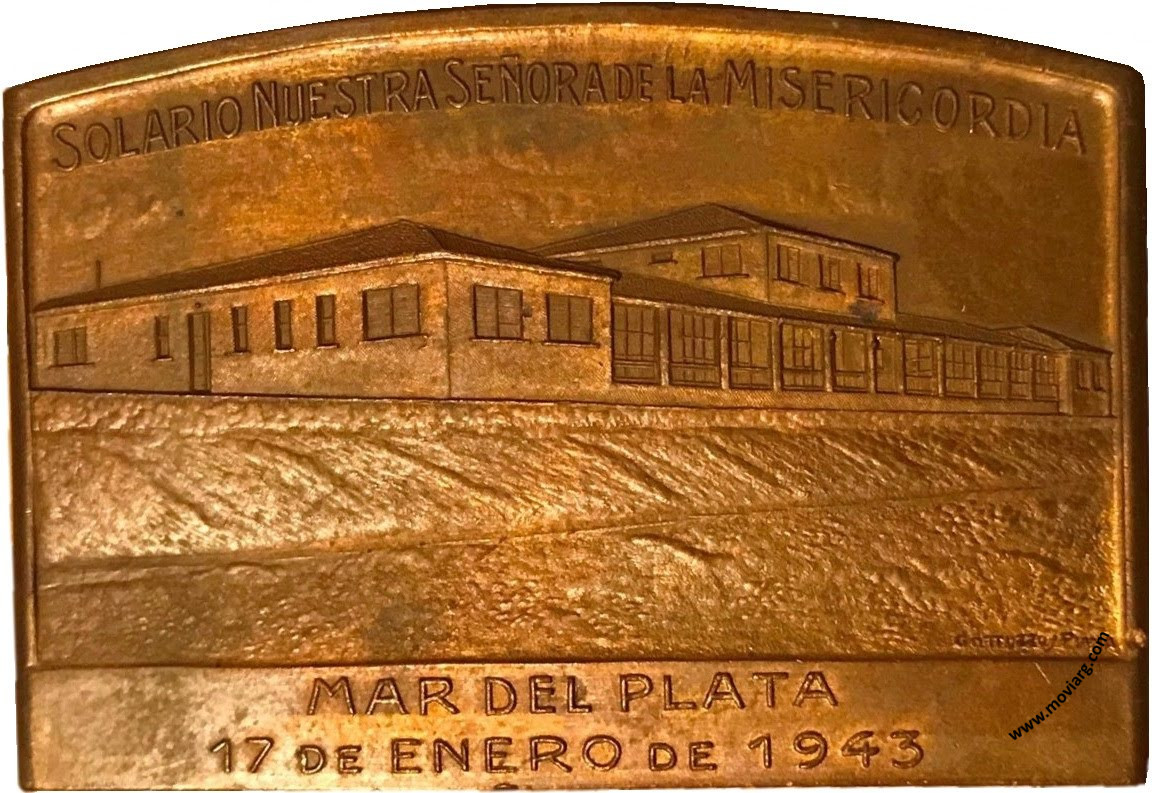 SOLARIO NUESTRA SEÑORA DE LA MISERICORDIA
www.moviarg.com
MAR DEL PLATA
17 DE ENERO DE 1943